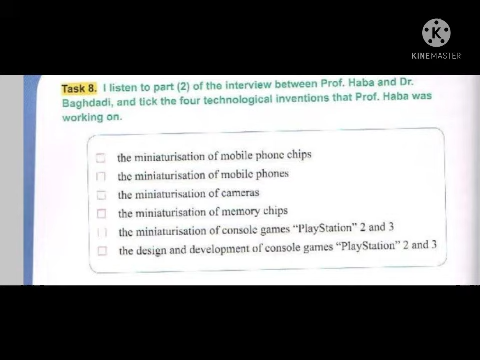 KINEMASTER
Task 8. I listen to part (2) of the interview between Prof. Haba and Dr.
Baghdadi, and tick the four technological inventions that Prof. Haba was
working on.
the miniaturisation of mobile phone chips
the miniaturisation of mobile phones
the miniaturisation of cameras
the miniaturisation of memory chips
the miniaturisation of console games “PlayStation” 2 and 3
the design and development of console games “PlayStation” 2 and 3